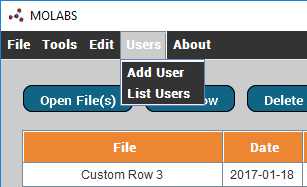 MOLABS
File Tools Edit Users About
Add User
List Users
Open File(s) ow Delete
File Date
Custom Row 3 2017-01-18